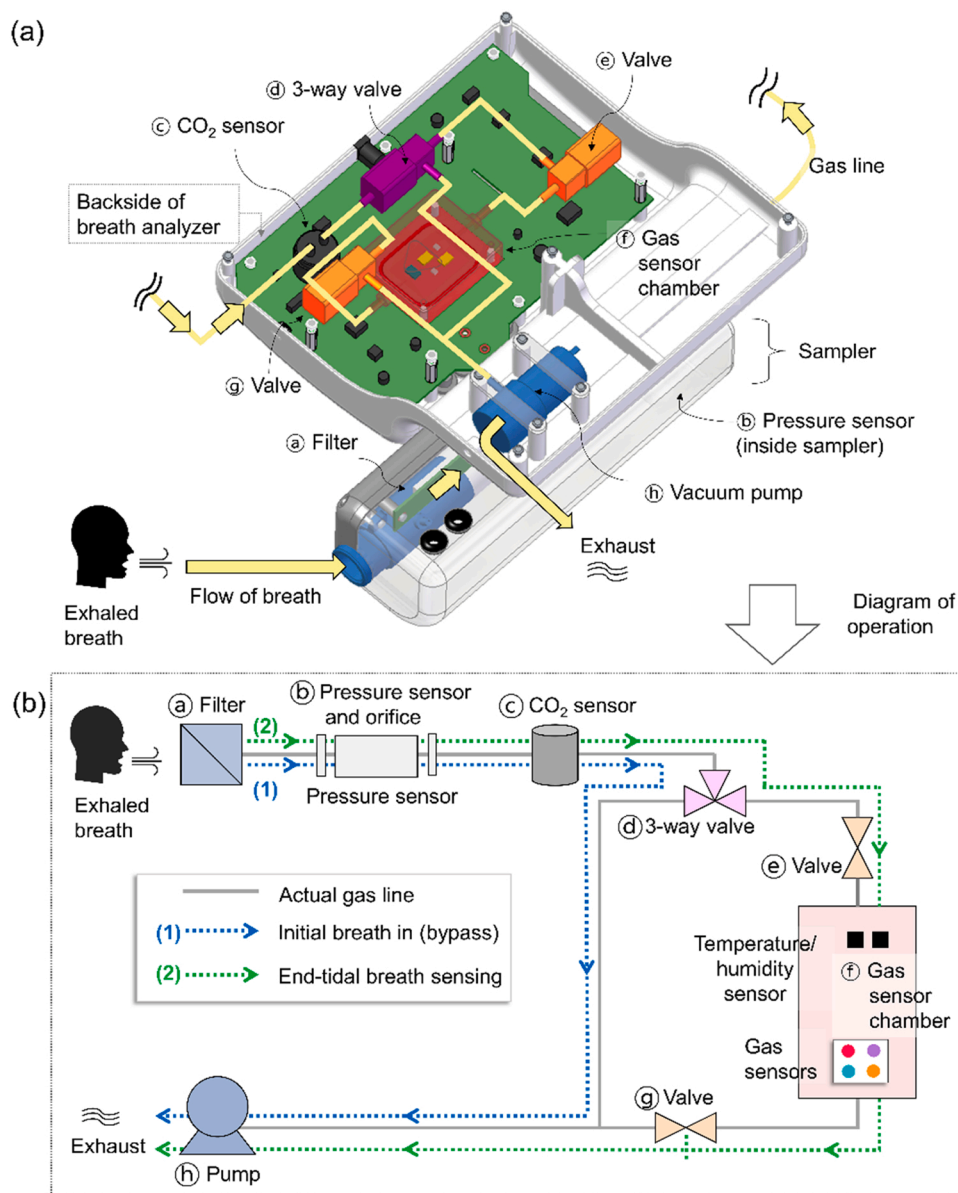 (a)
ⓔ Valve
ⓓ 3-way valve
ⓒ CO₂ sensor
Gas line
Backside of
breath analyzer
ⓕ Gas
sensor
chamber
ⓖ Valve
Sampler
ⓑ Pressure sensor
(inside sampler)
ⓐ Filter
ⓗ Vacuum pump
Exhaust
Flow of breath
Exhaled
breath
Diagram of
operation
(b)
ⓐ Filter
ⓑ Pressure sensor
and orifice
ⓒ CO₂ sensor
(2)
(1)
Pressure sensor
Exhaled
breath
ⓓ 3-way valve
ⓔ Valve
Actual gas line
(1) Initial breath in (bypass)
(2) End-tidal breath sensing
Temperature/
humidity
sensor
ⓕ Gas
sensor
chamber
Gas
sensors
ⓖ Valve
Exhaust
ⓗ Pump